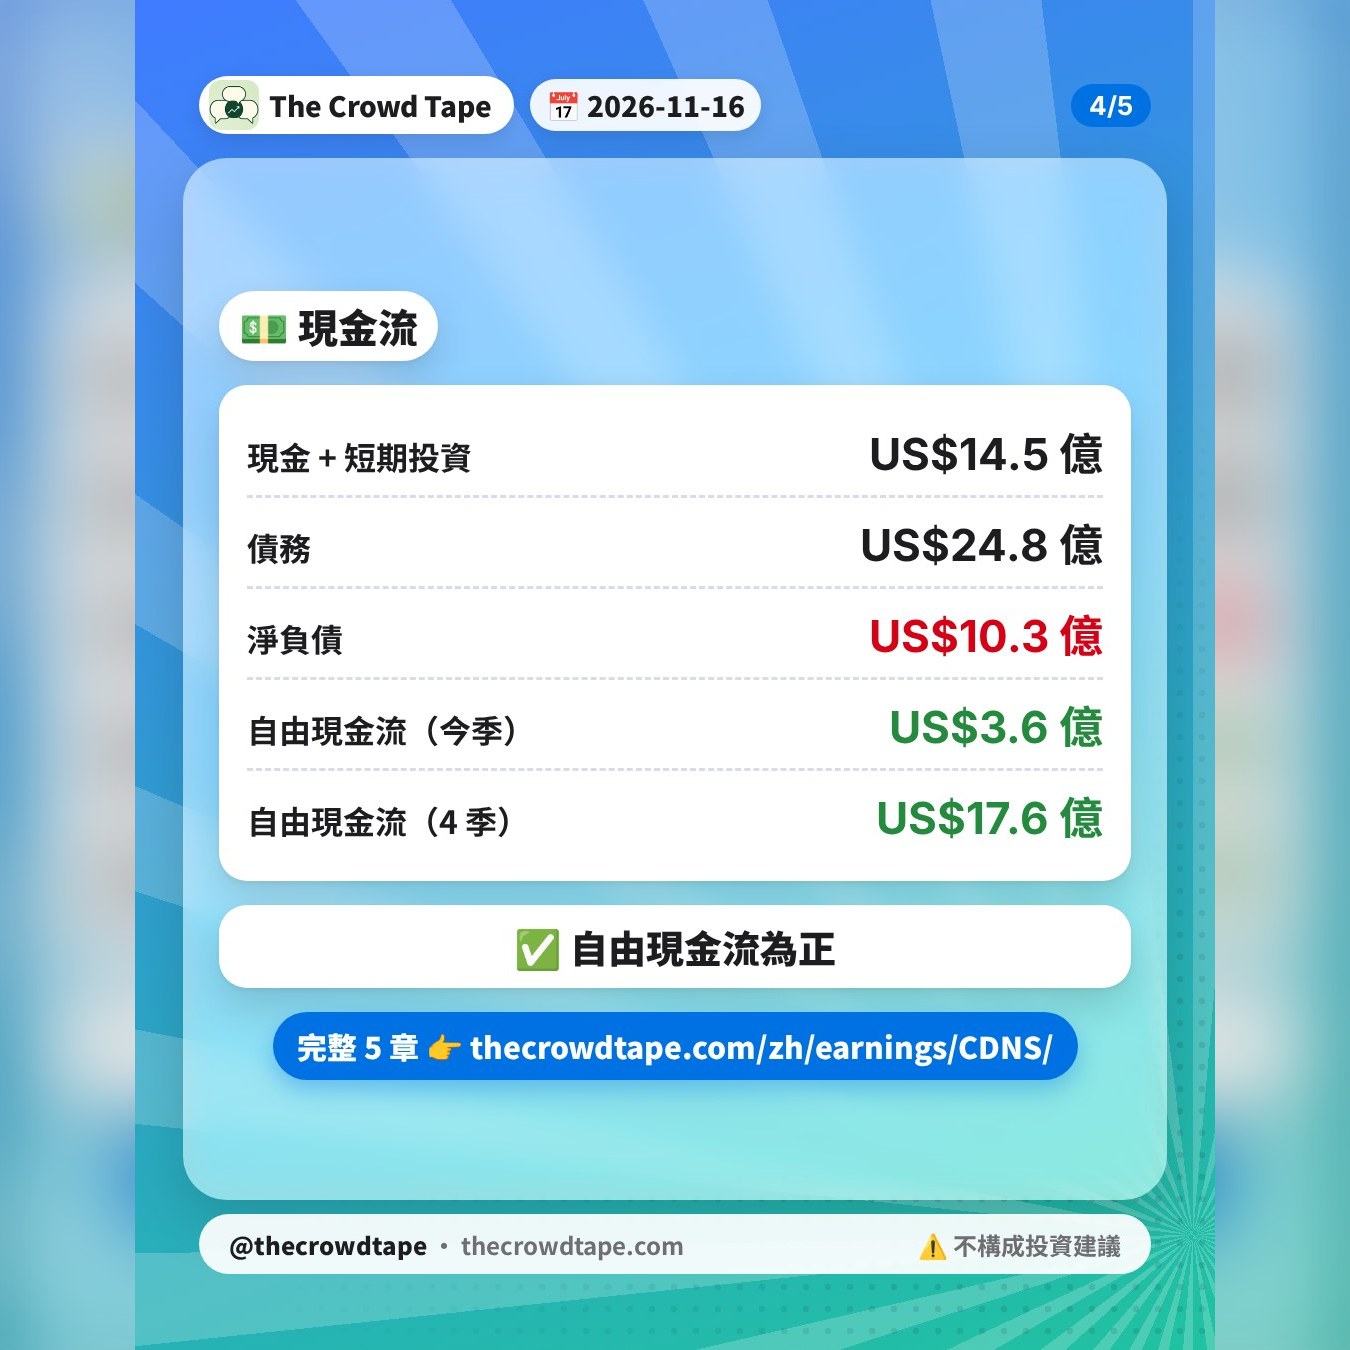 The Crowd Tape
📅 2026-11-16
4/5
💵 現金流
現金 + 短期投資 US$14.5 億
債務 US$24.8 億
淨負債 US$10.3 億
自由現金流（今季） US$3.6 億
自由現金流（4 季） US$17.6 億
✅ 自由現金流為正
完整 5 章 👉 thecrowdtape.com/zh/earnings/CDNS/
@thecrowdtape • thecrowdtape.com
⚠️ 不構成投資建議